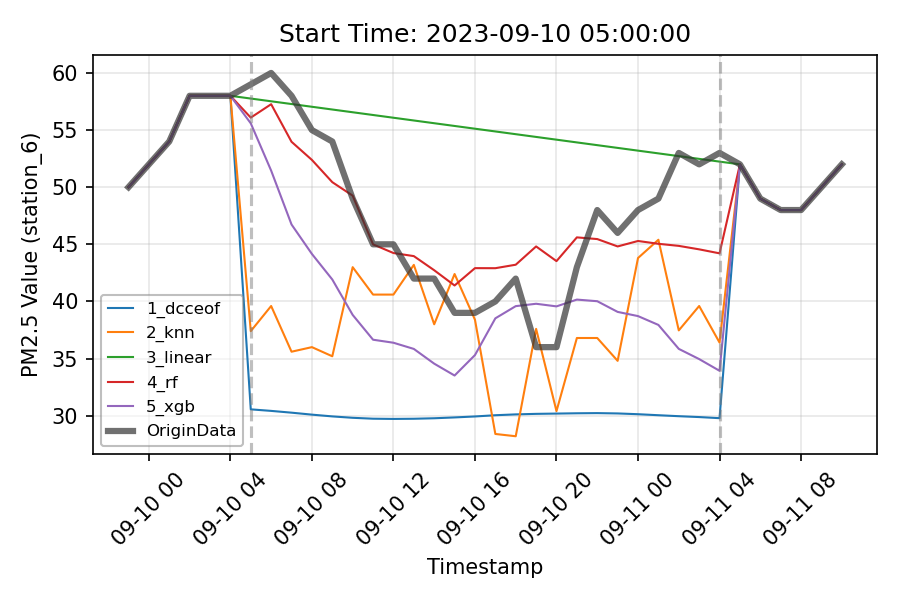 Start Time: 2023-09-10 05:00:00
PM2.5 Value (station_6)
60
55
50
45
40
35
30
1_dcceof
2_knn
3_linear
4_rf
5_xgb
OriginData
09-10 00
09-10 04
09-10 08
09-10 12
09-10 16
09-10 20
09-11 00
09-11 04
09-11 08
Timestamp